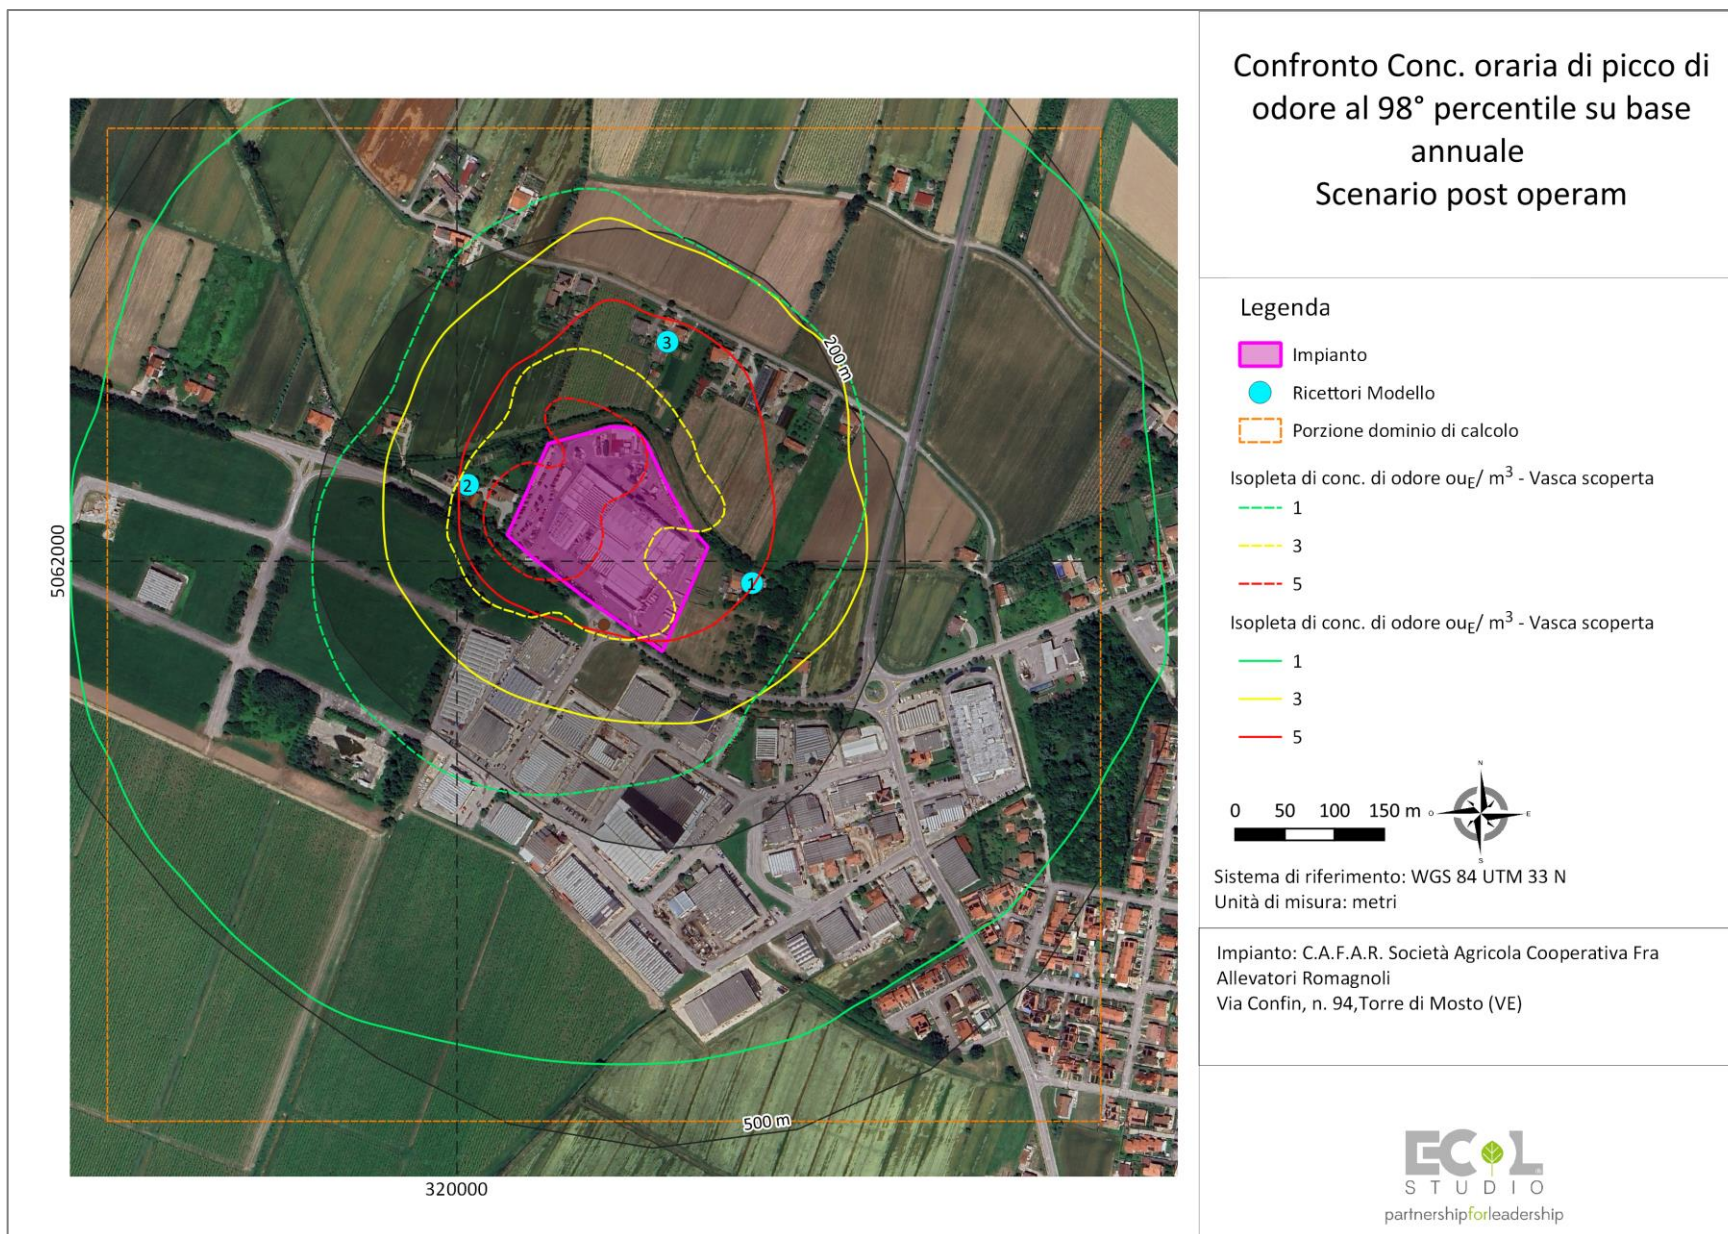 Confronto Conc. oraria di picco di
odore al 98° percentile su base
annuale
Scenario post operam
Legenda
Impianto
Ricettori Modello
Porzione dominio di calcolo
Isopleta di conc. di odore ou_E/ m³ - Vasca scoperta
1
3
5
Isopleta di conc. di odore ou_E/ m³ - Vasca scoperta
1
3
5
0 50 100 150 m
N
O
E
S
Sistema di riferimento: WGS 84 UTM 33 N
Unità di misura: metri
Impianto: C.A.F.A.R. Società Agricola Cooperativa Fra
Allevatori Romagnoli
Via Confin, n. 94,Torre di Mosto (VE)
ECOL
STUDIO
partnershipforleadership
200 m
3
2
1
500 m
5062000
320000